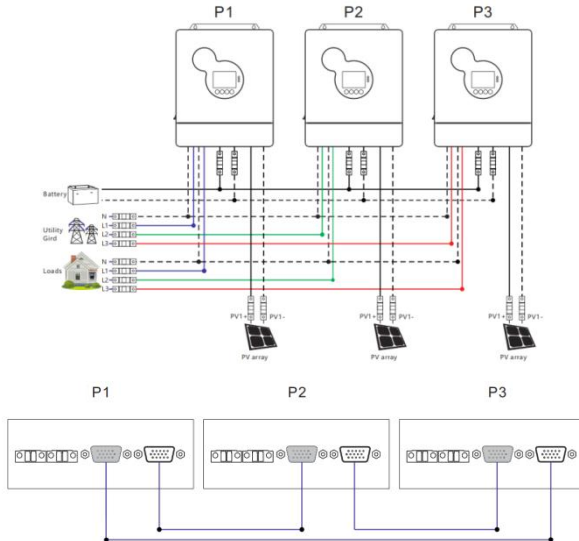 P1 P2 P3
Battery
Utility
Gird
N
L1
L2
L3
Loads
N
L1
L2
L3
PV1+ PV1- PV1+ PV1- PV1+ PV1-
PV array PV array PV array
P1 P2 P3